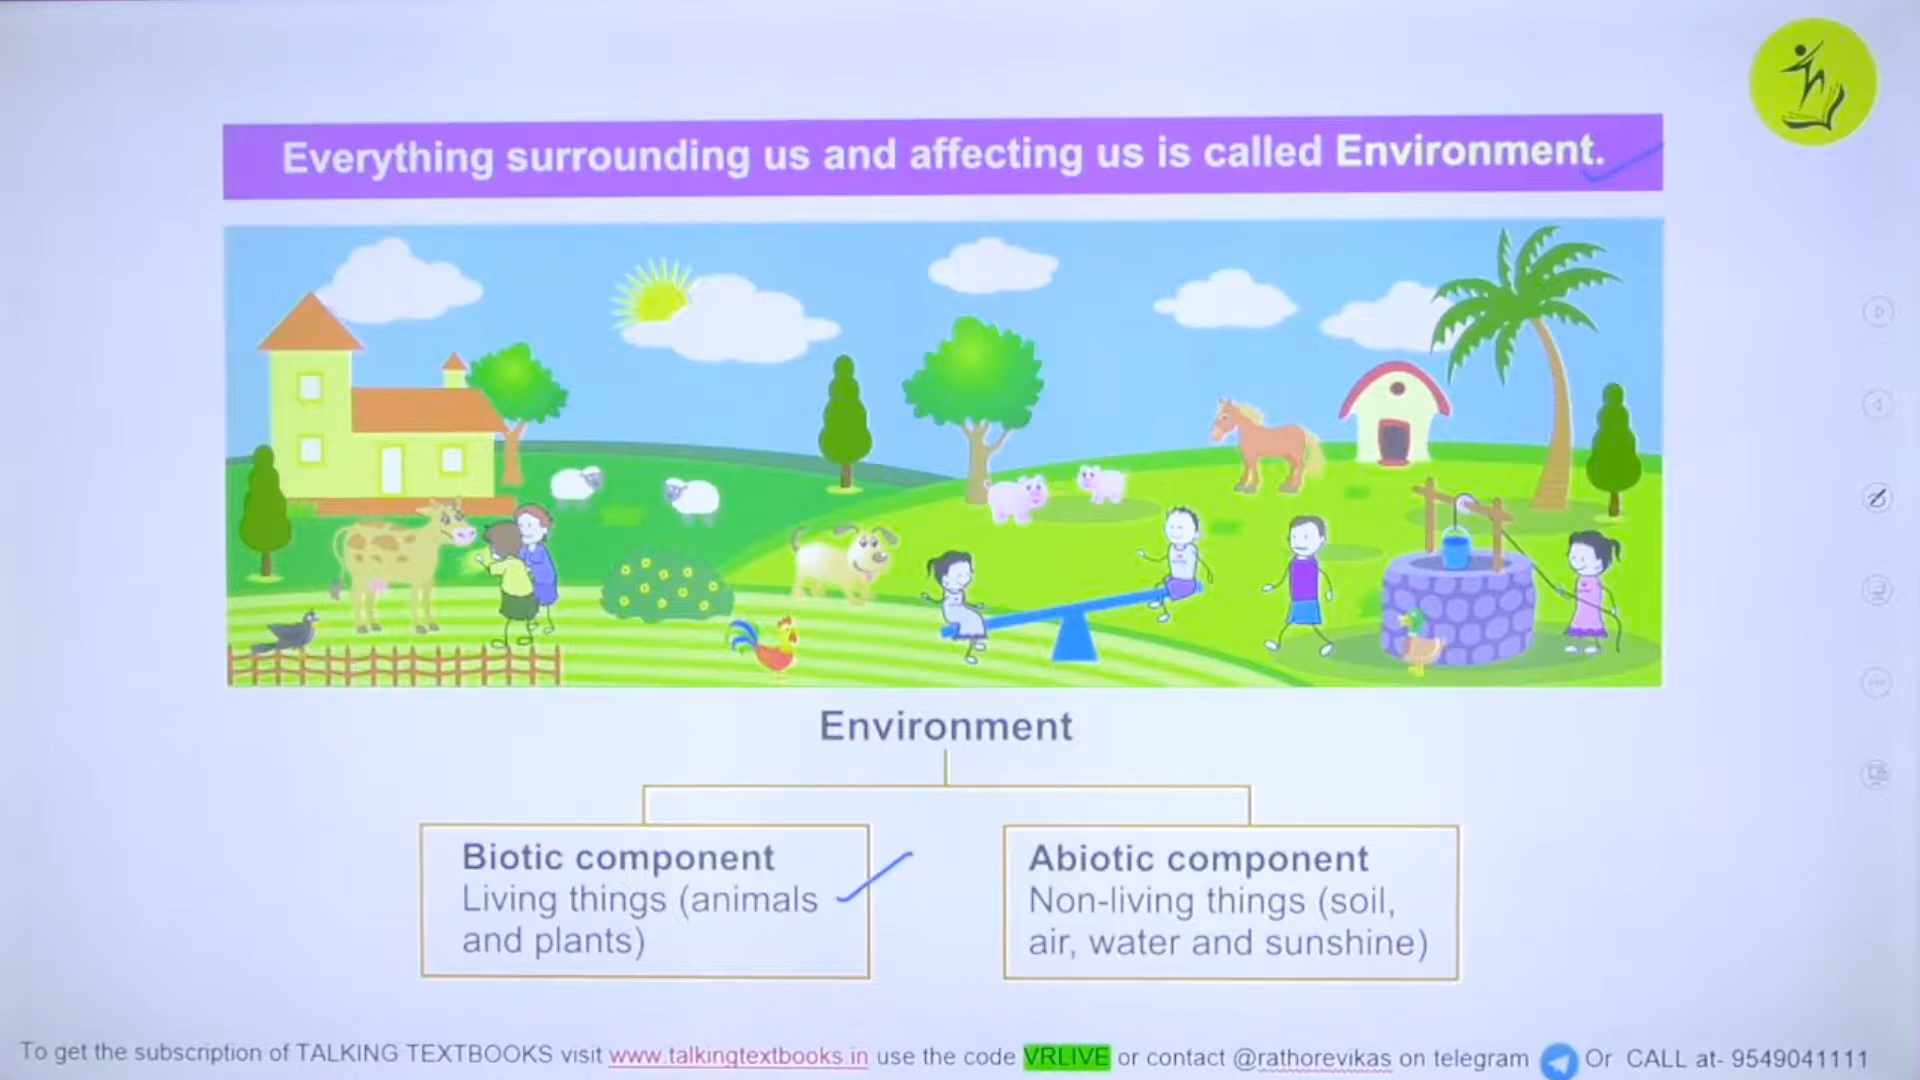 Everything surrounding us and affecting us is called Environment.
Environment
Biotic component
Living things (animals
and plants)
Abiotic component
Non-living things (soil,
air, water and sunshine)
To get the subscription of TALKING TEXTBOOKS visit www.talkingtextbooks.in use the code VRLIVE or contact @rathorevikas on telegram Or CALL at- 9549041111